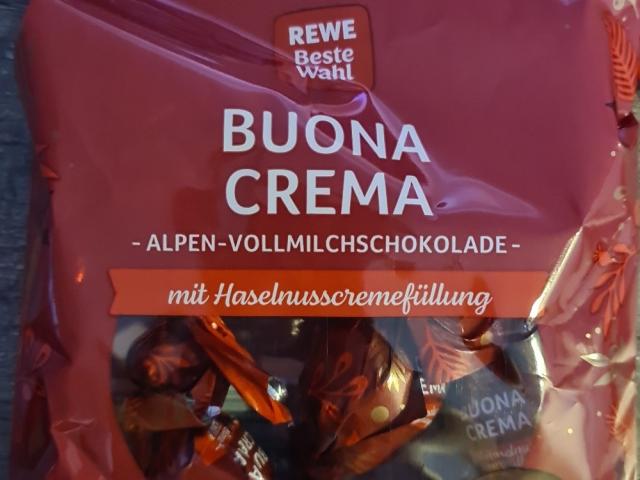 REWE
Beste
Wahl
BUONA
CREMA
- ALPEN-VOLLMILCHSCHOKOLADE -
mit Haselnusscremefüllung
BUONA
CREMA